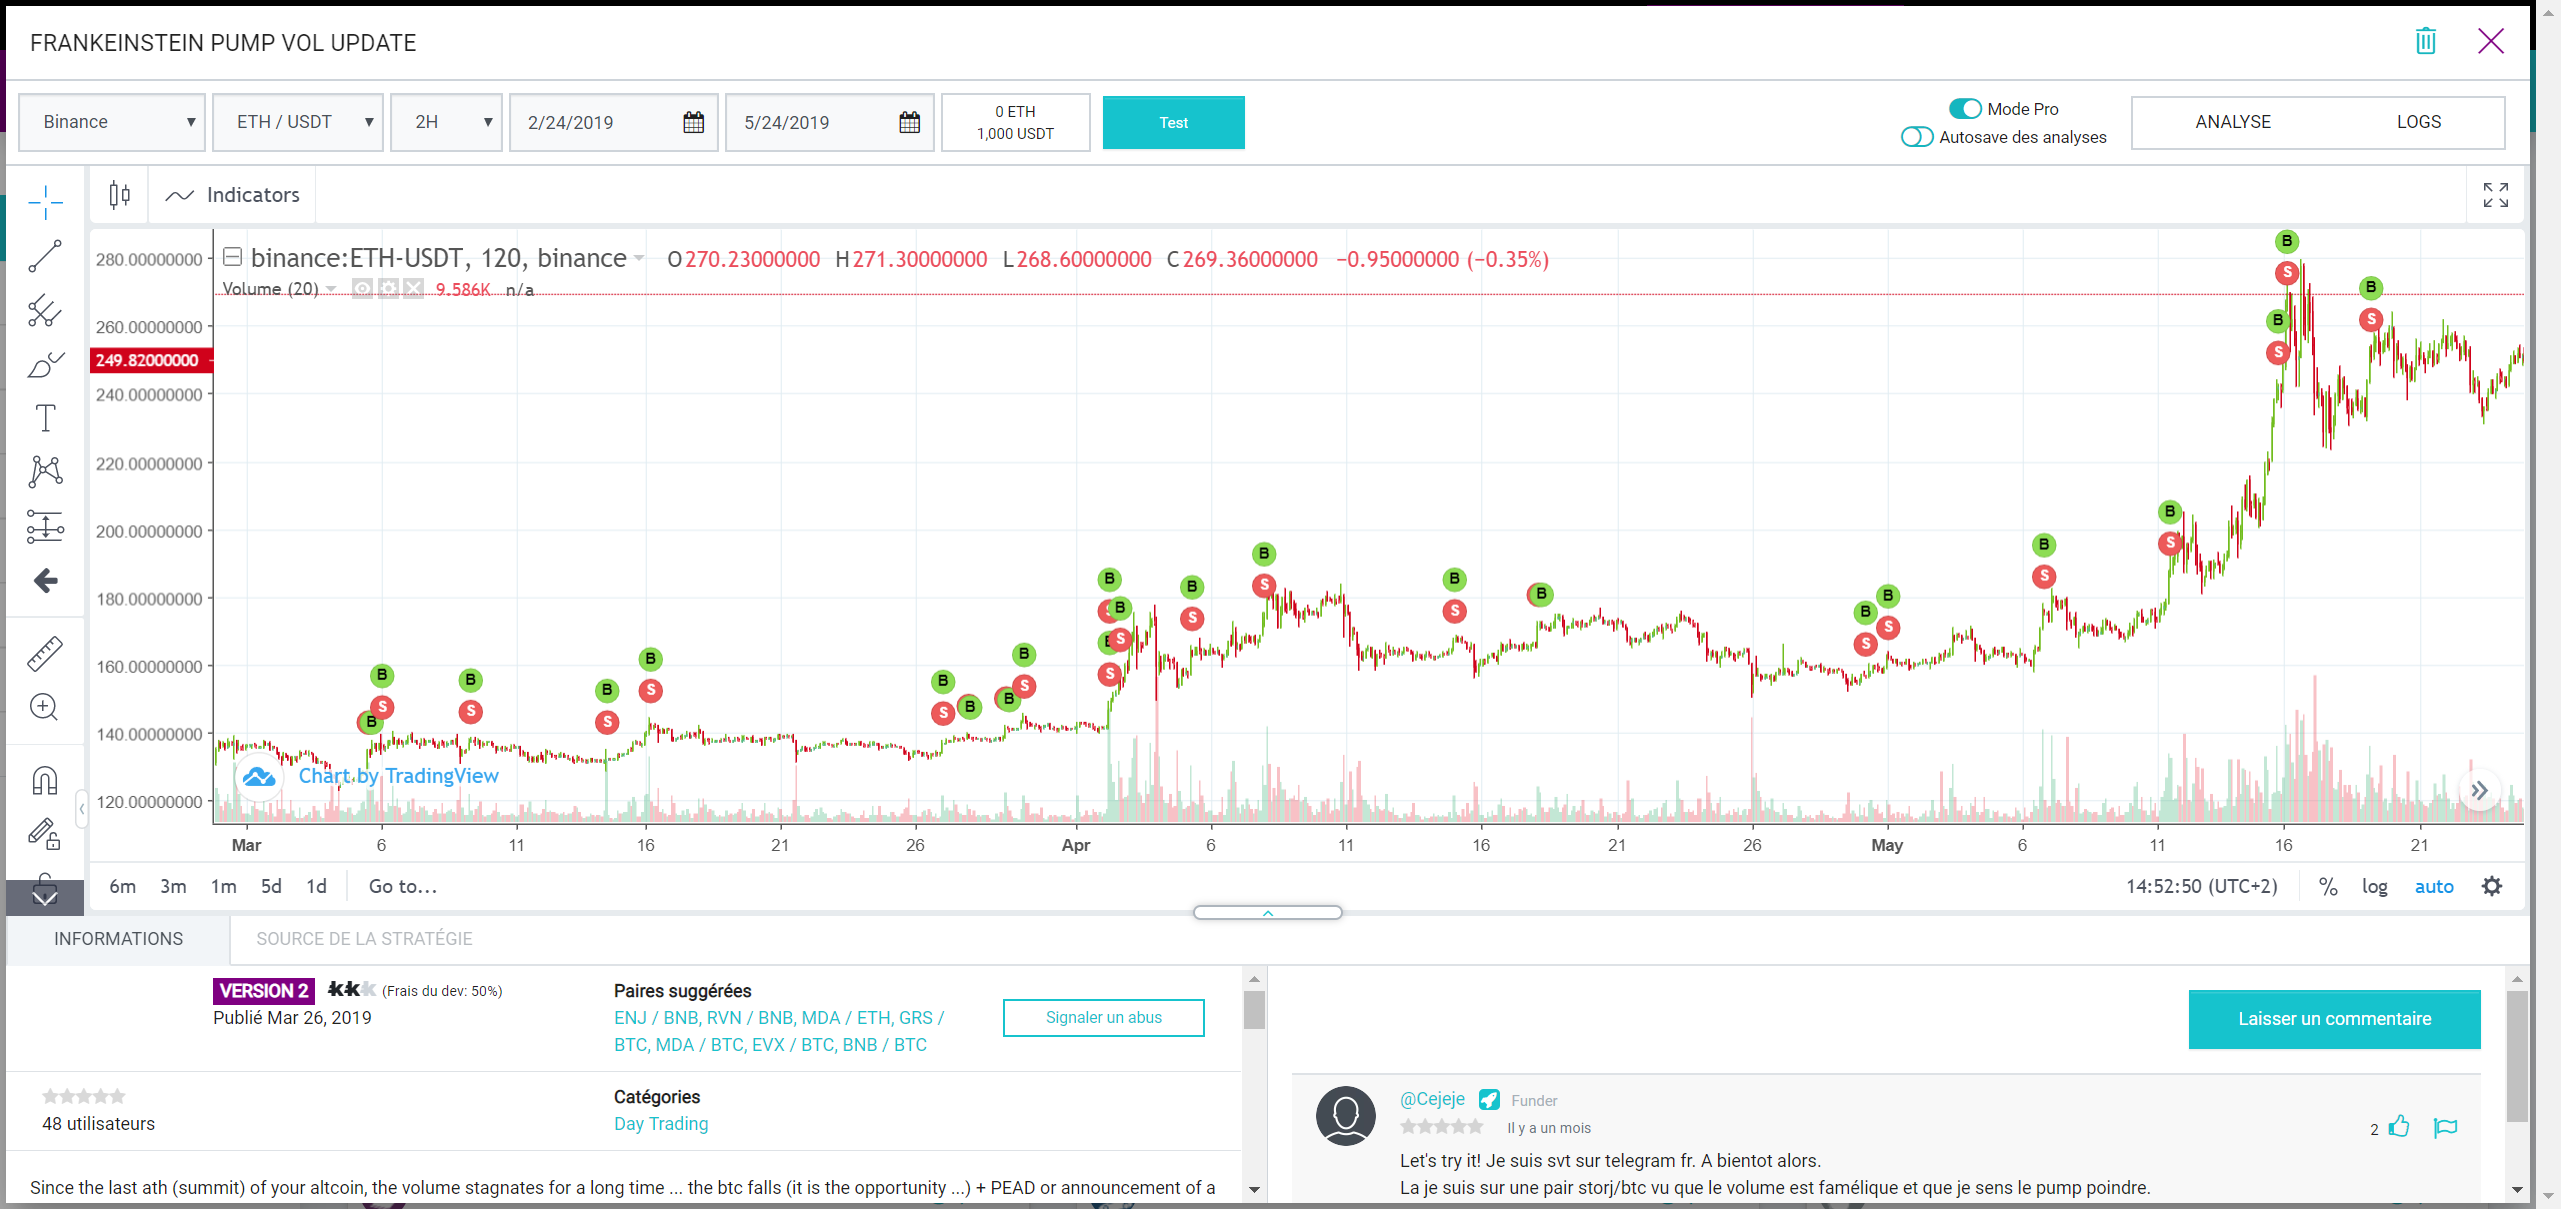 FRANKEINSTEIN PUMP VOL UPDATE
Binance ▼ ETH / USDT ▼ 2H ▼ 2/24/2019 5/24/2019
0 ETH
1,000 USDT
Test
Mode Pro
Autosave des analyses
ANALYSE LOGS
Indicators
binance:ETH-USDT, 120, binance O270.23000000 H271.30000000 L268.60000000 C269.36000000 −0.95000000 (−0.35%)
Volume (20) 9.586K n/a
280.00000000
260.00000000
249.82000000
240.00000000
220.00000000
200.00000000
180.00000000
160.00000000
140.00000000
120.00000000
B
S
B
S
B
S
B
S
B
S
B
S
B
S
B
B
S
B
S
B
S
B
S
B
S
B
B
S
B
S
B
S
B
S
B
S
B
S
B
B
B
S
B
S
Chart by TradingView
Mar 6 11 16 21 26 Apr 6 11 16 21 26 May 6 11 16 21
6m 3m 1m 5d 1d Go to... 14:52:50 (UTC+2) % log auto
INFORMATIONS SOURCE DE LA STRATÉGIE
VERSION 2 (Frais du dev: 50%)
Publié Mar 26, 2019
Paires suggérées
ENJ / BNB, RVN / BNB, MDA / ETH, GRS /
BTC, MDA / BTC, EVX / BTC, BNB / BTC
Signaler un abus
48 utilisateurs
Catégories
Day Trading
Since the last ath (summit) of your altcoin, the volume stagnates for a long time ... the btc falls (it is the opportunity ...) + PEAD or announcement of a
Laisser un commentaire
@Cejeje Funder
Il y a un mois
2
Let's try it! Je suis svt sur telegram fr. A bientot alors.
La je suis sur une pair storj/btc vu que le volume est famélique et que je sens le pump poindre.